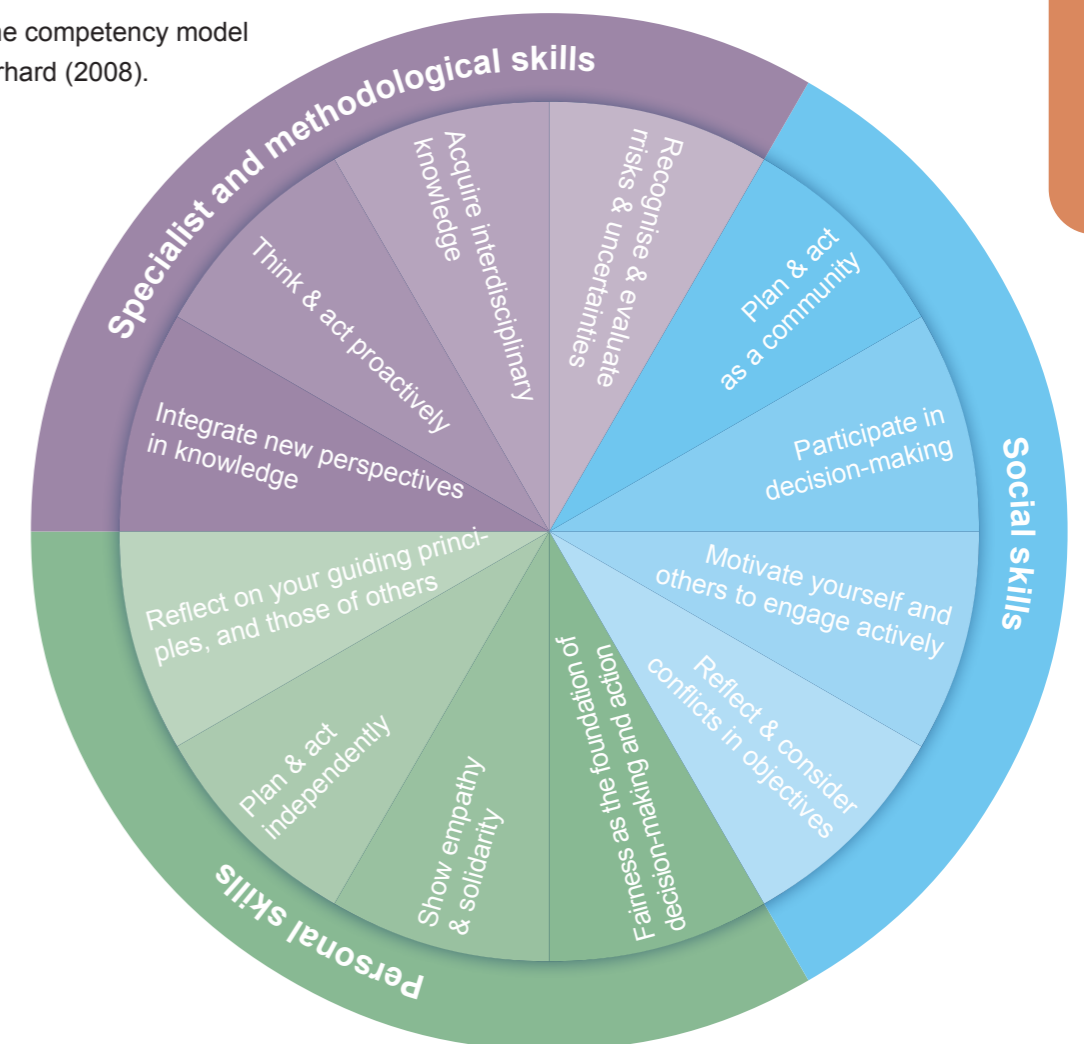 ne competency model
rhard (2008).
Specialist and methodological skills
Integrate new perspectives
in knowledge
Think & act proactively
Acquire interdisciplinary
knowledge
Recognise & evaluate
rrisks & uncertainties
Social skills
Plan & act
as a community
Participate in
decision-making
Motivate yourself and
others to engage actively
Reflect & consider
conflicts in objectives
Personal skills
Fairness as the foundation of
decision-making and action
Show empathy
& solidarity
Plan & act
independently
Reflect on your guiding princi-
ples, and those of others